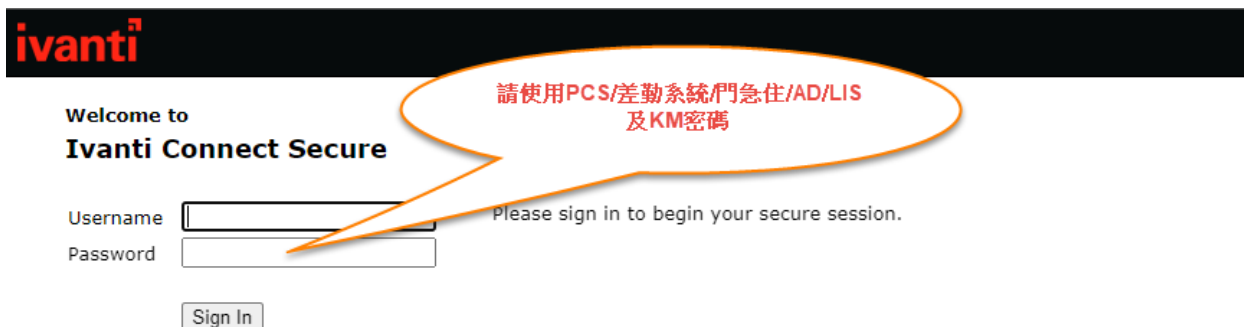 ivanti
請使用PCS/差勤系統/門急住/AD/LIS
及KM密碼
Welcome to
Ivanti Connect Secure
Username
Please sign in to begin your secure session.
Password
Sign In